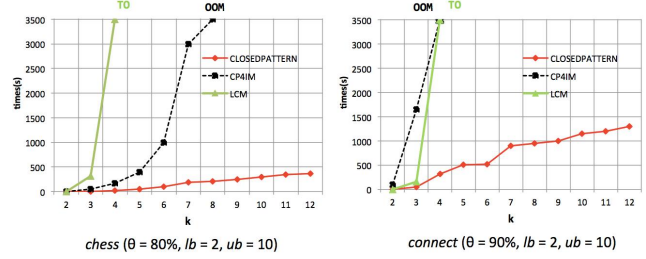 TO
OOM
3500
3000
2500
2000
1500
1000
500
0
times(s)
CLOSEDPATTERN
CP4IM
LCM
2 3 4 5 6 7 8 9 10 11 12
k
chess (θ = 80%, lb = 2, ub = 10)
OOM
TO
3500
3000
2500
2000
1500
1000
500
0
times(s)
CLOSEDPATTERN
CP4IM
LCM
2 3 4 5 6 7 8 9 10 11 12
k
connect (θ = 90%, lb = 2, ub = 10)